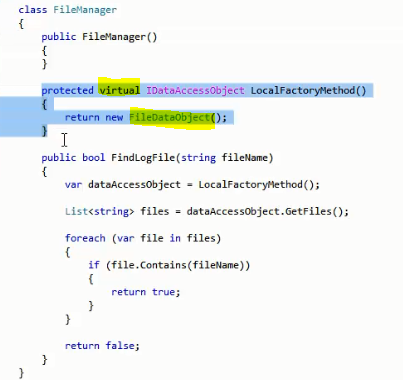 class FileManager
{
public FileManager()
{
}
protected virtual IDataAccessObject LocalFactoryMethod()
{
return new FileDataObject();
}
public bool FindLogFile(string fileName)
{
var dataAccessObject = LocalFactoryMethod();
List<string> files = dataAccessObject.GetFiles();
foreach (var file in files)
{
if (file.Contains(fileName))
{
return true;
}
}
return false;
}
}